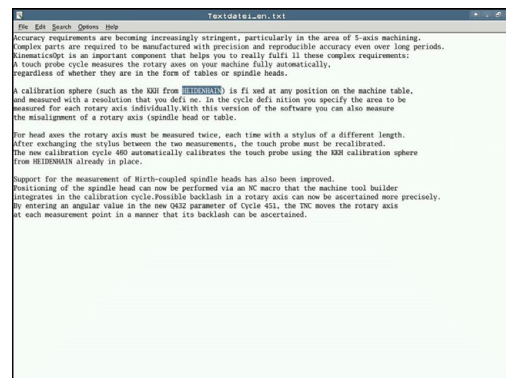 Textdatei_en.txt
File Edit Search Options Help
Accuracy requirements are becoming increasingly stringent, particularly in the area of 5-axis machining.
Complex parts are required to be manufactured with precision and reproducible accuracy even over long periods.
KinematicsOpt is an important component that helps you to really fulfi ll these complex requirements:
A touch probe cycle measures the rotary axes on your machine fully automatically,
regardless of whether they are in the form of tables or spindle heads.
A calibration sphere (such as the KKH from HEIDENHAIN) is fi xed at any position on the machine table,
and measured with a resolution that you defi ne. In the cycle defi nition you specify the area to be
measured for each rotary axis individually.With this version of the software you can also measure
the misalignment of a rotary axis (spindle head or table.
For head axes the rotary axis must be measured twice, each time with a stylus of a different length.
After exchanging the stylus between the two measurements, the touch probe must be recalibrated.
The new calibration cycle 460 automatically calibrates the touch probe using the KKH calibration sphere
from HEIDENHAIN already in place.
Support for the measurement of Hirth-coupled spindle heads has also been improved.
Positioning of the spindle head can now be performed via an NC macro that the machine tool builder
integrates in the calibration cycle.Possible backlash in a rotary axis can now be ascertained more precisely.
By entering an angular value in the new Q432 parameter of Cycle 451, the TNC moves the rotary axis
at each measurement point in a manner that its backlash can be ascertained.